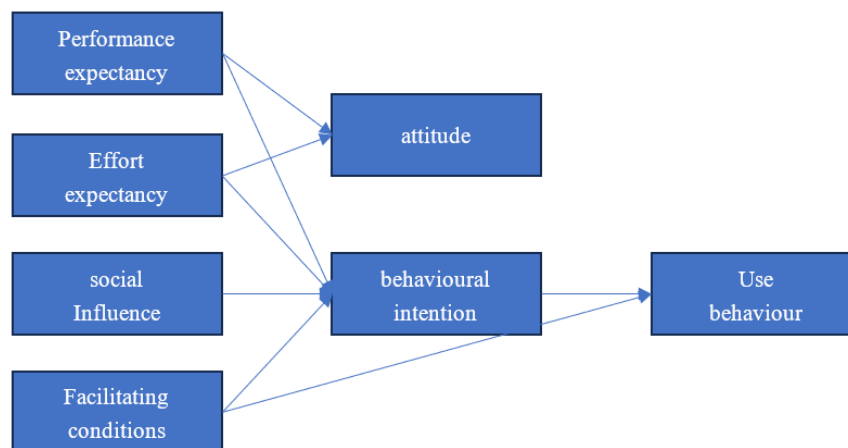 Performance
expectancy
attitude
Effort
expectancy
social
Influence
behavioural
intention
Use
behaviour
Facilitating
conditions